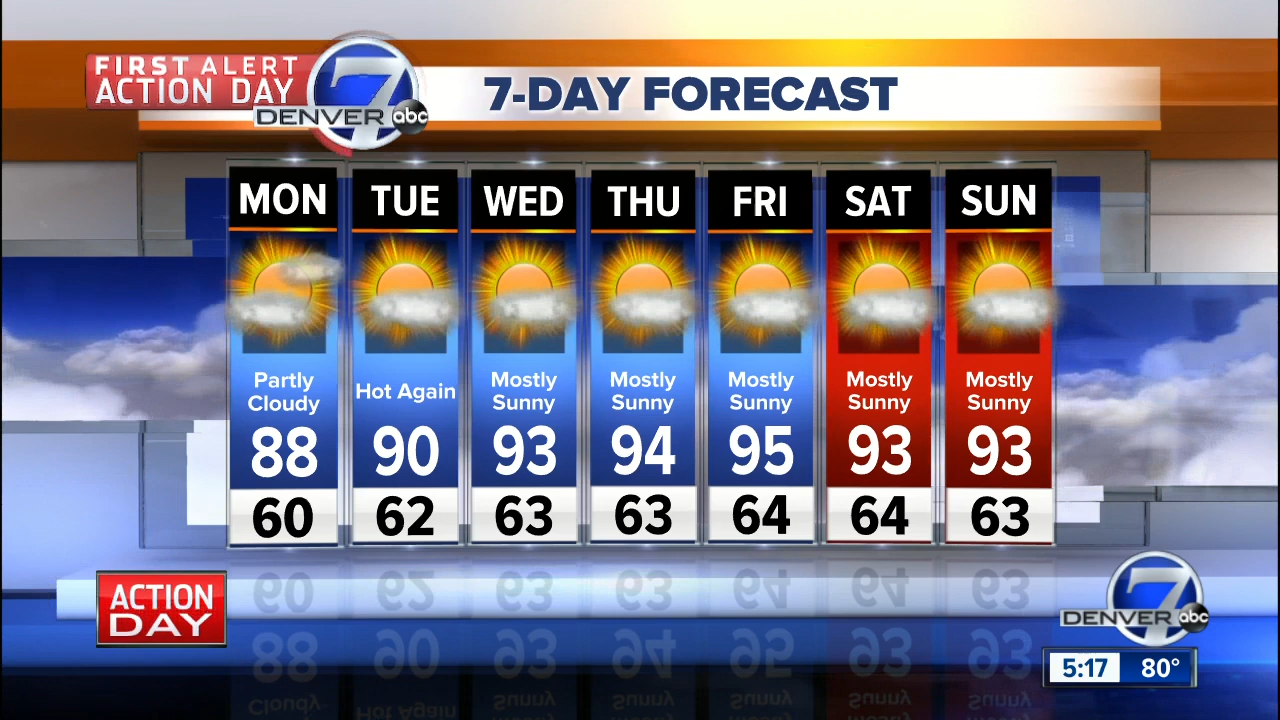 FIRST ALERT
ACTION DAY
7
DENVER abc
7-DAY FORECAST
MON TUE WED THU FRI SAT SUN
Partly
Cloudy
Hot Again
Mostly
Sunny
Mostly
Sunny
Mostly
Sunny
Mostly
Sunny
Mostly
Sunny
88 90 93 94 95 93 93
60 62 63 63 64 64 63
ACTION
DAY
7
DENVER abc
5:17 80°